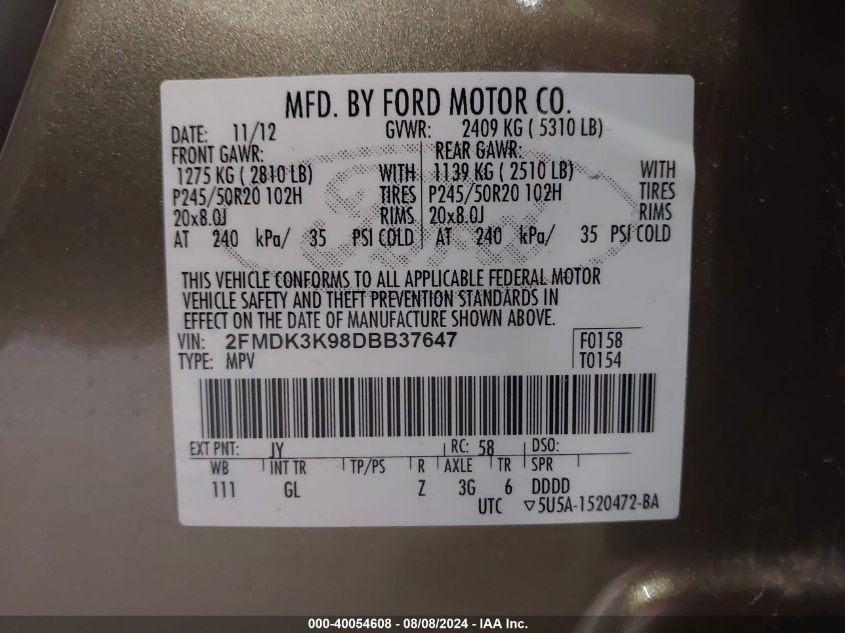 MFD. BY FORD MOTOR CO.
DATE: 11/12 GVWR: 2409 KG ( 5310 LB)
FRONT GAWR: REAR GAWR:
1275 KG ( 2810 LB) WITH 1139 KG ( 2510 LB) WITH
P245/50R20 102H TIRES P245/50R20 102H TIRES
20x8.0J RIMS 20x8.0J RIMS
AT 240 kPa/ 35 PSI COLD AT 240 kPa/ 35 PSI COLD
THIS VEHICLE CONFORMS TO ALL APPLICABLE FEDERAL MOTOR
VEHICLE SAFETY AND THEFT PREVENTION STANDARDS IN
EFFECT ON THE DATE OF MANUFACTURE SHOWN ABOVE.
VIN: 2FMDK3K98DBB37647 F0158
TYPE: MPV T0154
EXT PNT: JY RC: 58 DSO:
WB INT TR TP/PS R AXLE TR SPR
111 GL Z 3G 6 DDDD
UTC ▽5U5A-1520472-BA
000-40054608 - 08/08/2024 - IAA Inc.